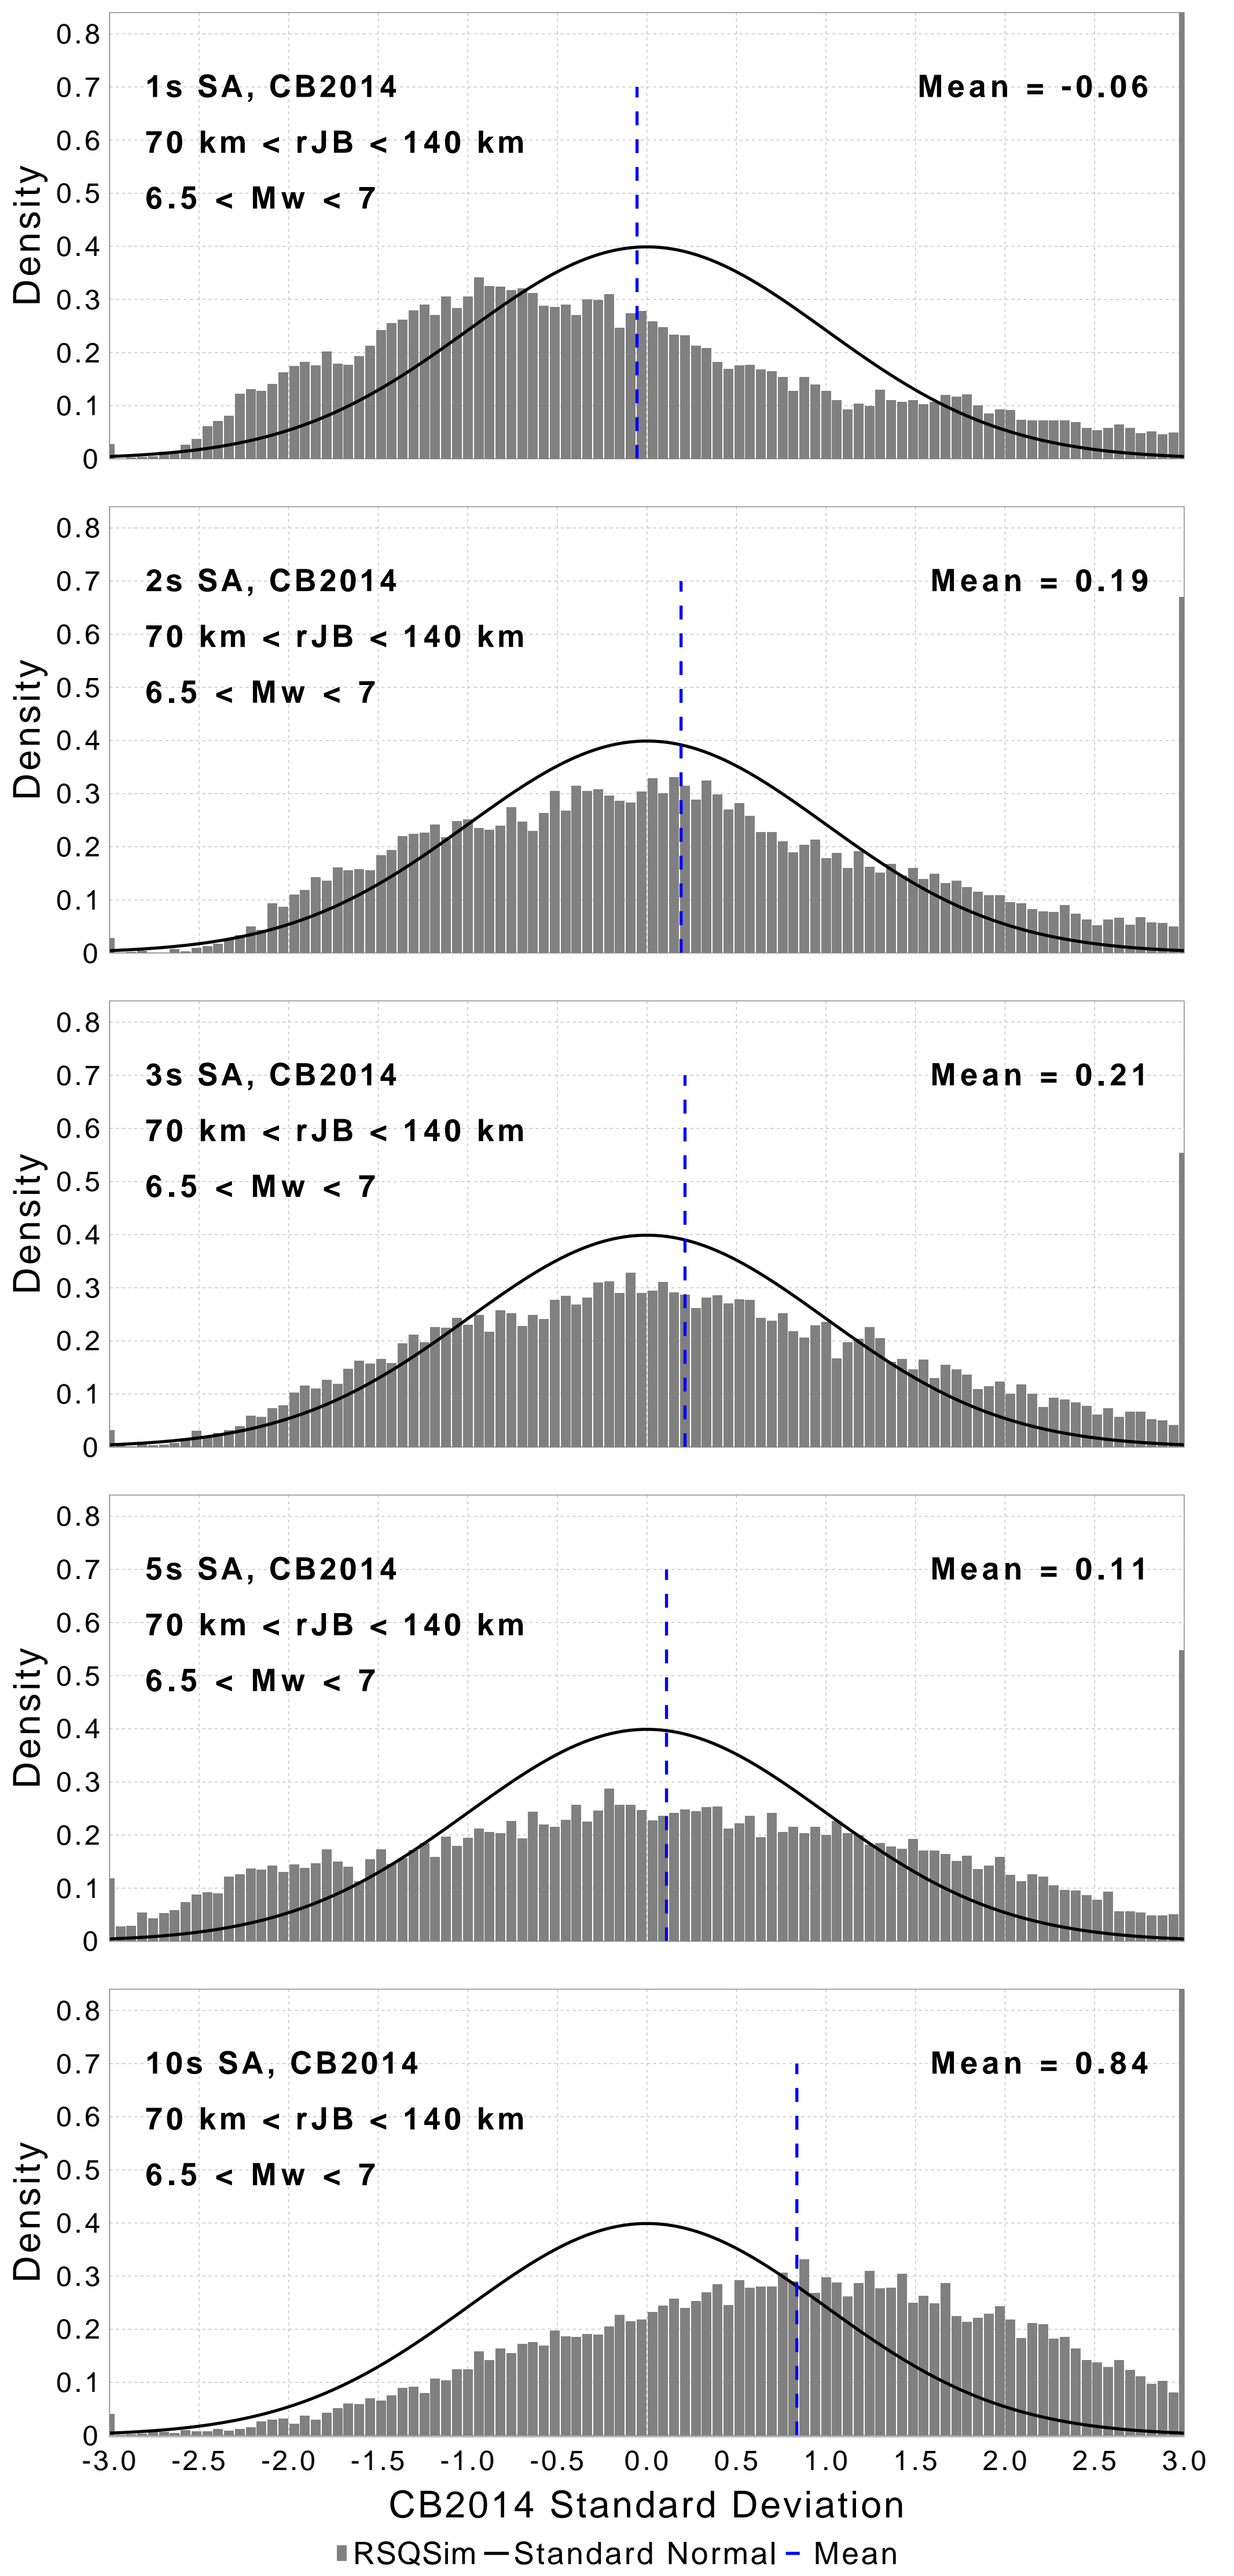 0.8
1s SA, CB2014 Mean = -0.06
0.7
70 km < rJB < 140 km
0.6
6.5 < Mw < 7
0.5
0.4
0.3
0.2
0.1
0
Density
0.8
2s SA, CB2014 Mean = 0.19
0.7
70 km < rJB < 140 km
0.6
6.5 < Mw < 7
0.5
0.4
0.3
0.2
0.1
0
Density
0.8
3s SA, CB2014 Mean = 0.21
0.7
70 km < rJB < 140 km
0.6
6.5 < Mw < 7
0.5
0.4
0.3
0.2
0.1
0
Density
0.8
5s SA, CB2014 Mean = 0.11
0.7
70 km < rJB < 140 km
0.6
6.5 < Mw < 7
0.5
0.4
0.3
0.2
0.1
0
Density
0.8
10s SA, CB2014 Mean = 0.84
0.7
70 km < rJB < 140 km
0.6
6.5 < Mw < 7
0.5
0.4
0.3
0.2
0.1
0
Density
-3.0 -2.5 -2.0 -1.5 -1.0 -0.5 0.0 0.5 1.0 1.5 2.0 2.5 3.0
CB2014 Standard Deviation
RSQSim Standard Normal Mean